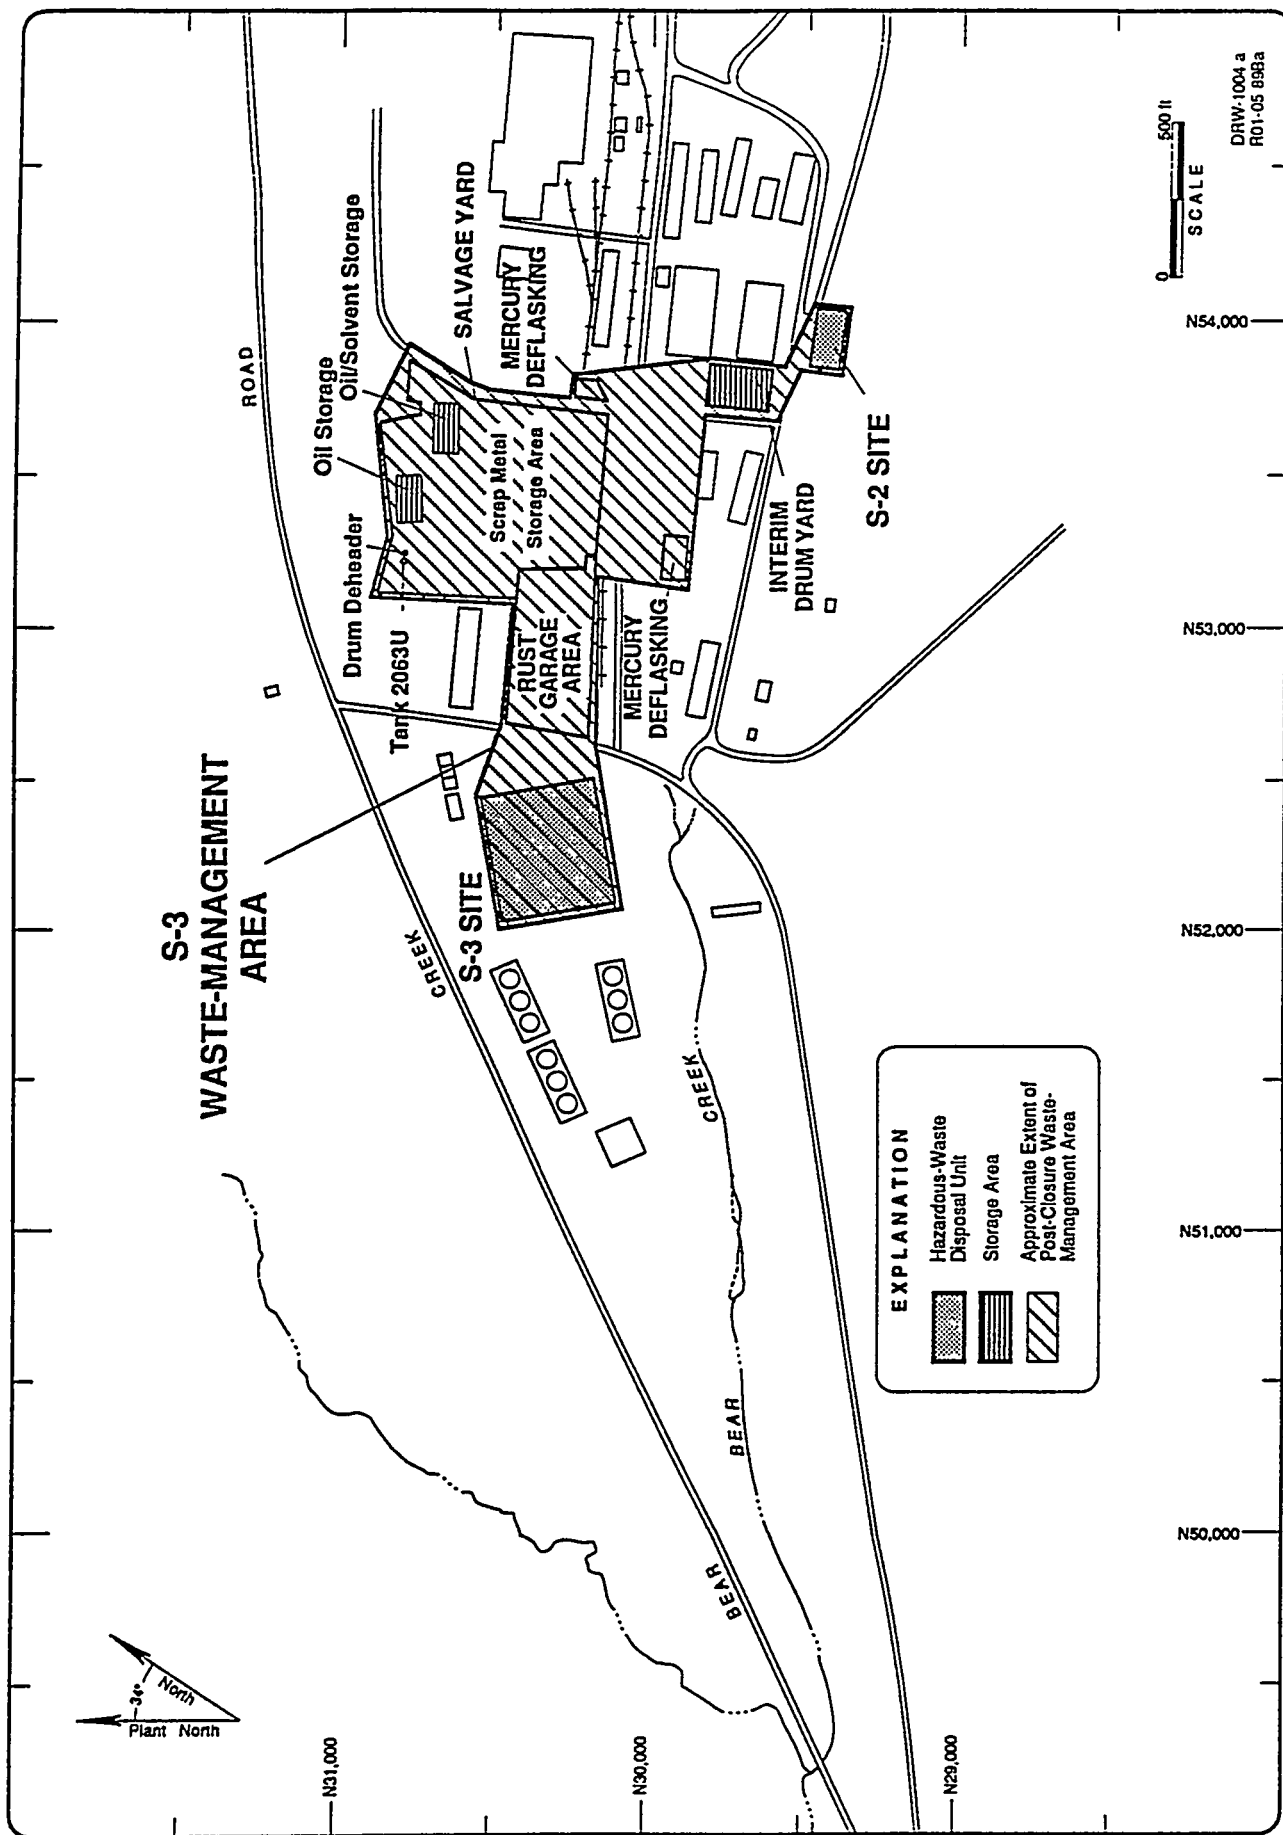 S-3
WASTE-MANAGEMENT
AREA
ROAD
CREEK
BEAR
Drum Deheader
Oil Storage
Oil/Solvent Storage
Tank 2063U
SALVAGE YARD
MERCURY
DEFLASKING
Scrap Metal
Storage Area
RUST
GARAGE
AREA
MERCURY
DEFLASKING
S-3 SITE
INTERIM
DRUM YARD
S-2 SITE
CREEK
BEAR
34°
North
Plant North
N31,000
N30,000
N29,000
N50,000
N51,000
N52,000
N53,000
N54,000
EXPLANATION
Hazardous-Waste
Disposal Unit
Storage Area
Approximate Extent of
Post-Closure Waste-
Management Area
0
500 ft
SCALE
DRW-1004 a
R01-05 898a